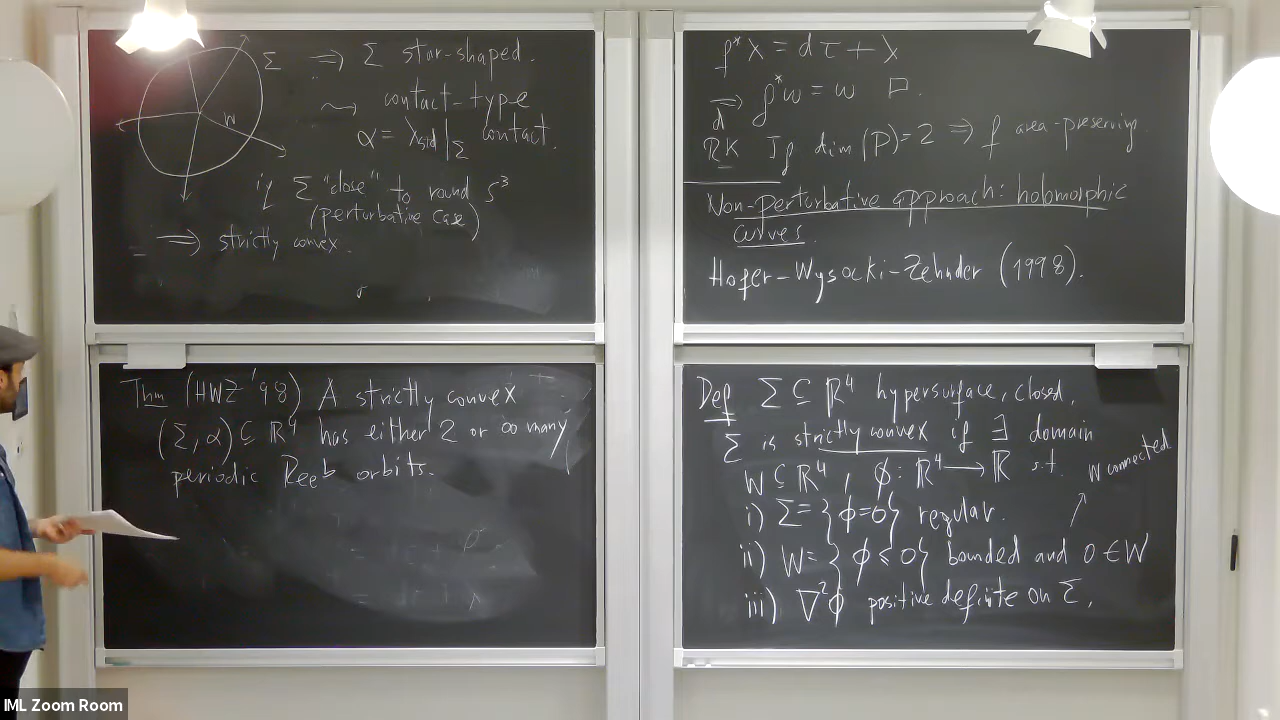 Σ ⟹ Σ star-shaped.
W
⇝ contact-type
α = λstd|Σ contact.
if Σ "close" to round S³
(perturbative case)
⟹ strictly convex.
f*λ = dτ + λ
⟹ f*ω = ω □.
d
RK If dim(P)=2 ⟹ f area-preserving.
Non-perturbative approach: holomorphic
curves.
Hofer-Wysocki-Zehnder (1998).
Thm (HWZ '98) A strictly convex
(Σ, α) ⊆ ℝ⁴ has either 2 or ∞ many
periodic Reeb orbits.
Def Σ ⊆ ℝ⁴ hypersurface, closed.
Σ is strictly convex if ∃ domain
W ⊆ ℝ⁴, ϕ: ℝ⁴ → ℝ s.t. W connected
i) Σ = {ϕ=0} regular.
ii) W = {ϕ ≤ 0} bounded and 0 ∈ W
iii) ∇²ϕ positive definite on Σ.
IML Zoom Room